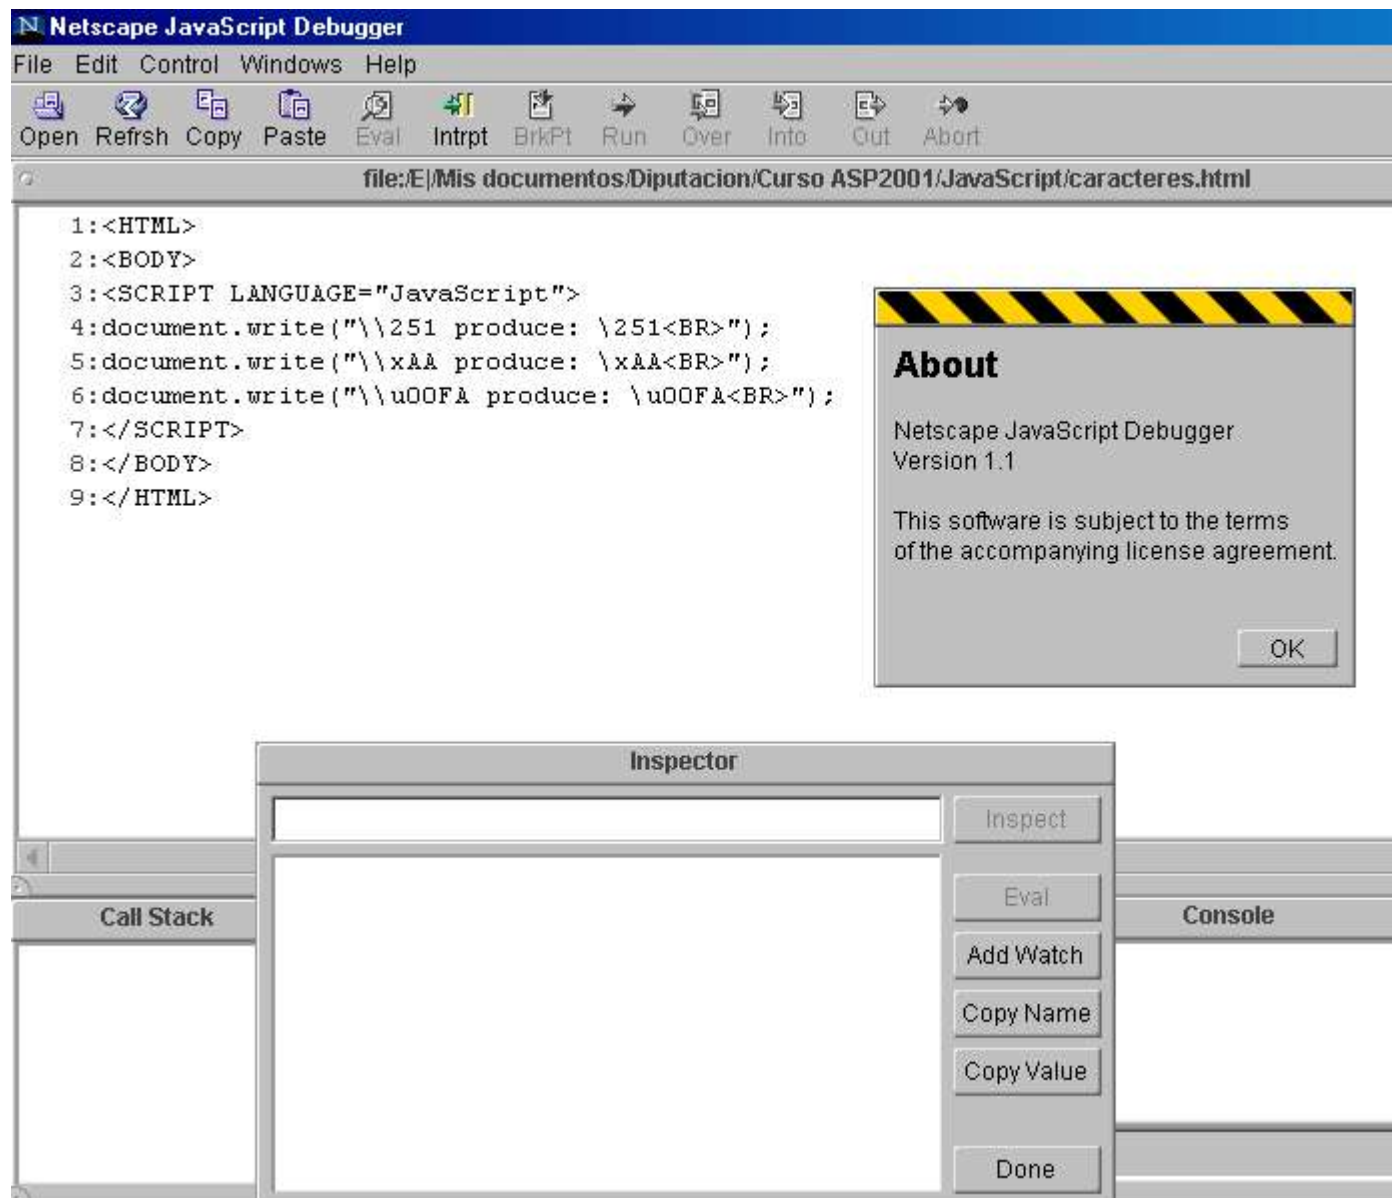 Netscape JavaScript Debugger
File Edit Control Windows Help
Open Refrsh Copy Paste Eval Intrpt BrkPt Run Over Into Out Abort
file:/E|/Mis documentos/Diputacion/Curso ASP2001/JavaScript/caracteres.html
1:<HTML>
2:<BODY>
3:<SCRIPT LANGUAGE="JavaScript">
4:document.write("\\251 produce: \251<BR>");
5:document.write("\\xAA produce: \xAA<BR>");
6:document.write("\\u00FA produce: \u00FA<BR>");
7:</SCRIPT>
8:</BODY>
9:</HTML>
About
Netscape JavaScript Debugger
Version 1.1
This software is subject to the terms
of the accompanying license agreement.
OK
Inspector
Inspect
Eval
Add Watch
Copy Name
Copy Value
Done
Call Stack
Console